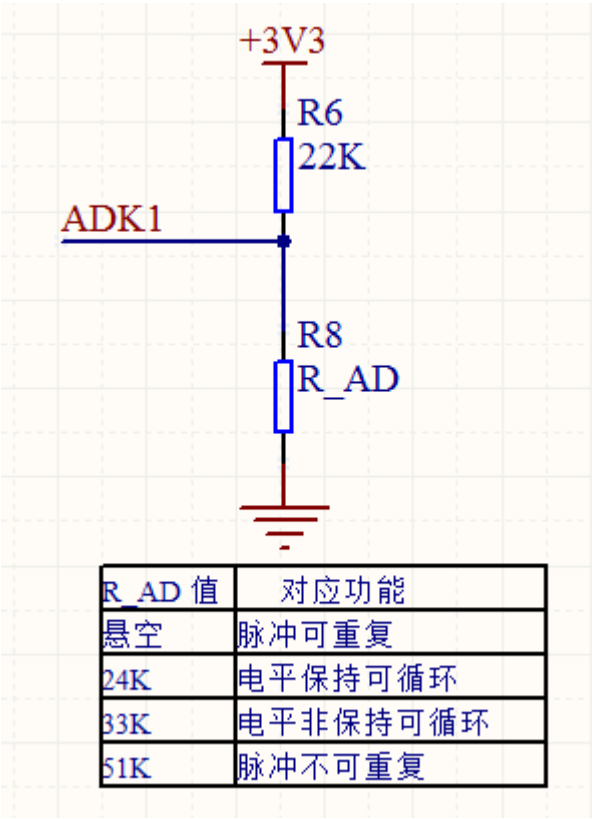 +3V3
R6
22K
ADK1
R8
R_AD
R_AD 值 对应功能
悬空 脉冲可重复
24K 电平保持可循环
33K 电平非保持可循环
51K 脉冲不可重复